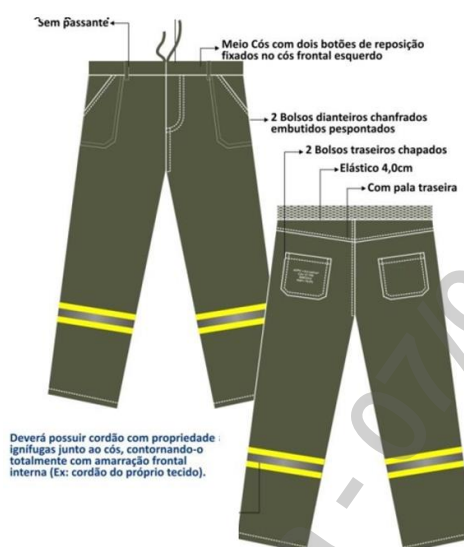 Sem passante
Meio Cós com dois botões de reposição
fixados no cós frontal esquerdo
2 Bolsos dianteiros chanfrados
embutidos pespontados
2 Bolsos traseiros chapados
Elástico 4,0cm
Com pala traseira
Deverá possuir cordão com propriedade
ignífugas junto ao cós, contornando-o
totalmente com amarração frontal
interna (Ex: cordão do próprio tecido).